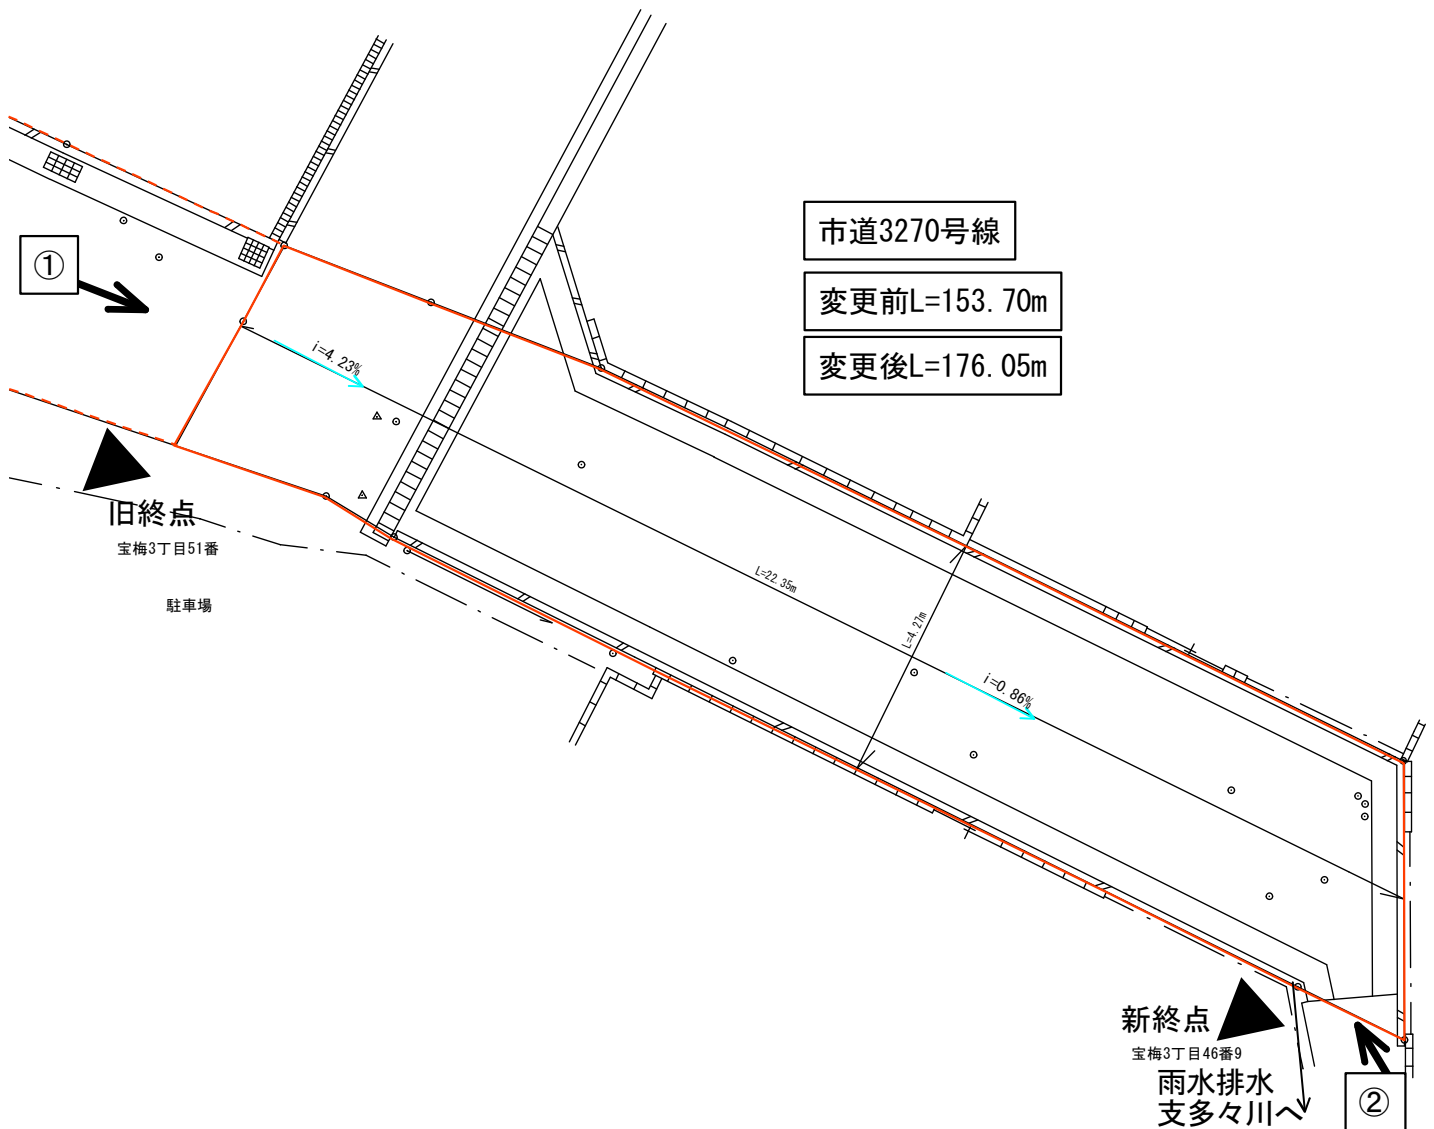 市道3270号線
変更前L=153.70m
変更後L=176.05m
①
i=4.23%
旧終点
宝梅3丁目51番
駐車場
L=22.35m
L=4.27m
i=0.86%
新終点
宝梅3丁目46番9
雨水排水
支多々川へ
②